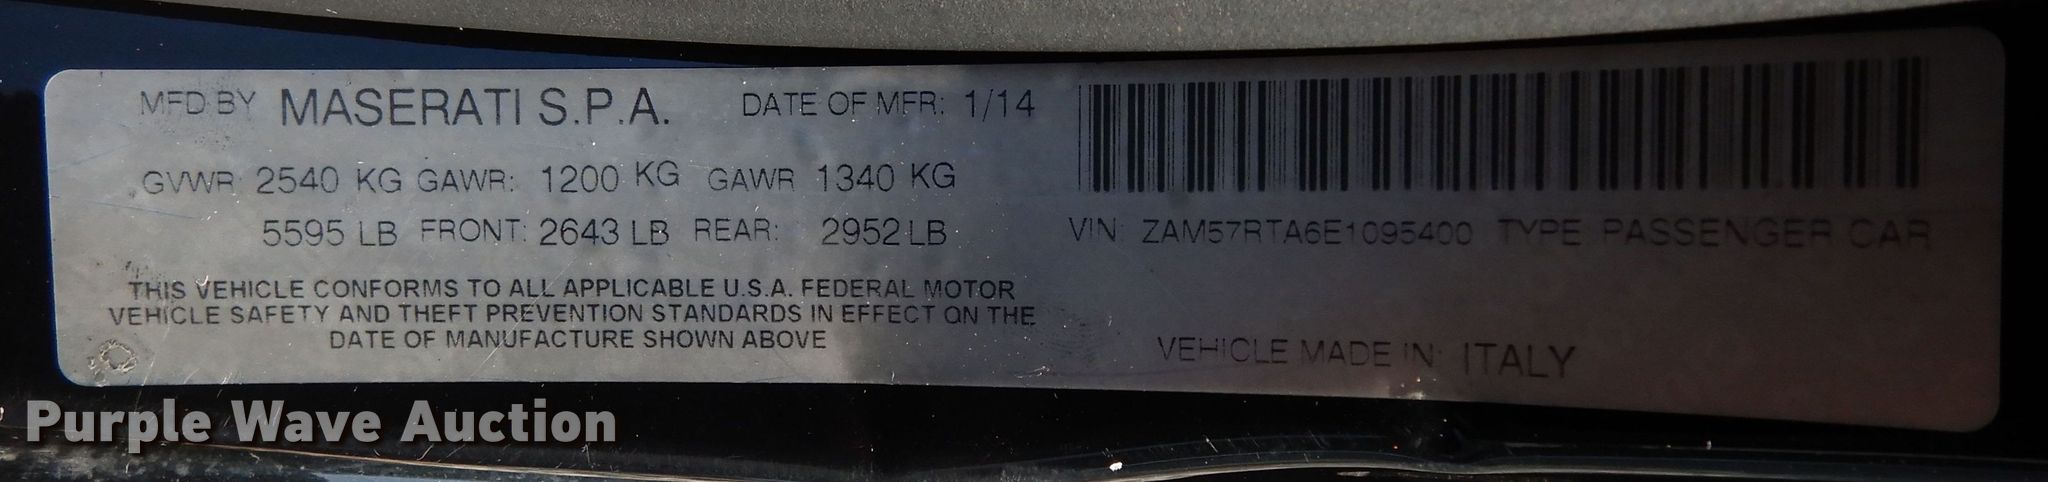 MFD BY MASERATI S.P.A. DATE OF MFR: 1/14
GVWR: 2540 KG GAWR: 1200 KG GAWR 1340 KG
5595 LB FRONT: 2643 LB REAR: 2952 LB
THIS VEHICLE CONFORMS TO ALL APPLICABLE U.S.A. FEDERAL MOTOR
VEHICLE SAFETY AND THEFT PREVENTION STANDARDS IN EFFECT ON THE
DATE OF MANUFACTURE SHOWN ABOVE
VIN: ZAM57RTA6E1095400 TYPE: PASSENGER CAR
VEHICLE MADE IN: ITALY
Purple Wave Auction